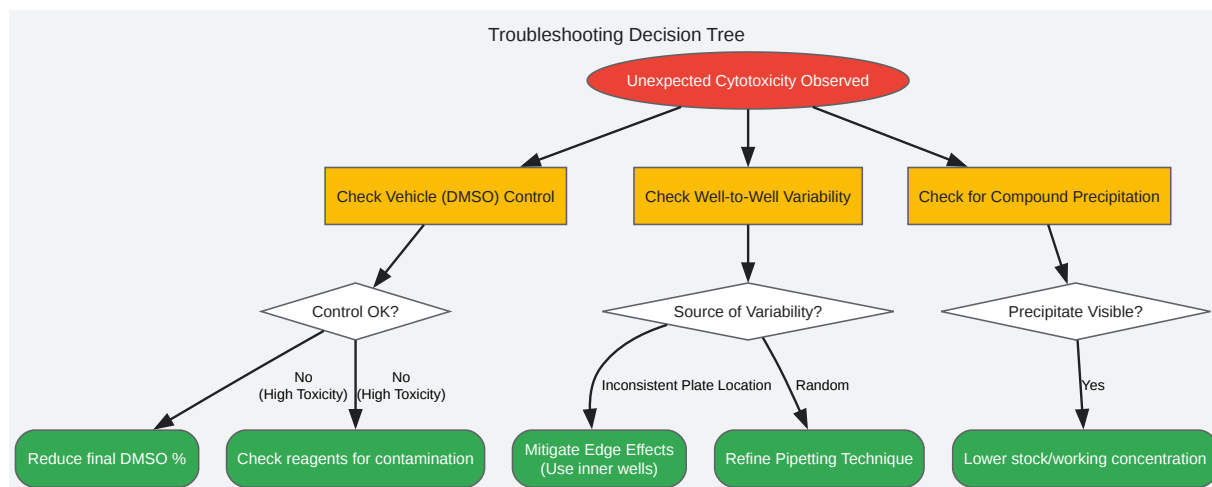 Troubleshooting Decision Tree
Unexpected Cytotoxicity Observed
Check Vehicle (DMSO) Control
Check Well-to-Well Variability
Check for Compound Precipitation
Control OK?
Source of Variability?
Precipitate Visible?
No
(High Toxicity)
No
(High Toxicity)
Inconsistent Plate Location
Random
Yes
Reduce final DMSO %
Check reagents for contamination
Mitigate Edge Effects
(Use inner wells)
Refine Pipetting Technique
Lower stock/working concentration